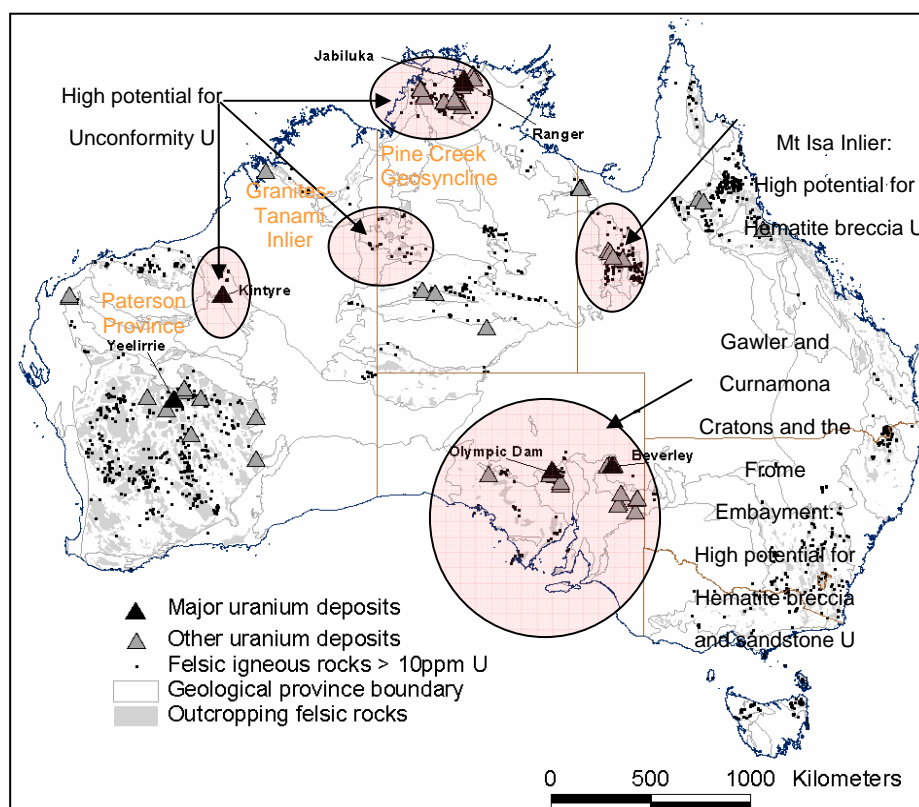 Jabiluka
High potential for
Unconformity U
Ranger
Pine Creek
Geosyncline
Mt Isa Inlier:
High potential for
Hematite breccia U
Granites-
Tanami
Inlier
Kintyre
Paterson
Province
Yeelirrie
Gawler and
Curnamona
Cratons and the
Frome
Embayment:
High potential for
Hematite breccia
and sandstone U
Olympic Dam
Beverley
Major uranium deposits
Other uranium deposits
Felsic igneous rocks > 10ppm U
Geological province boundary
Outcropping felsic rocks
0 500 1000 Kilometers